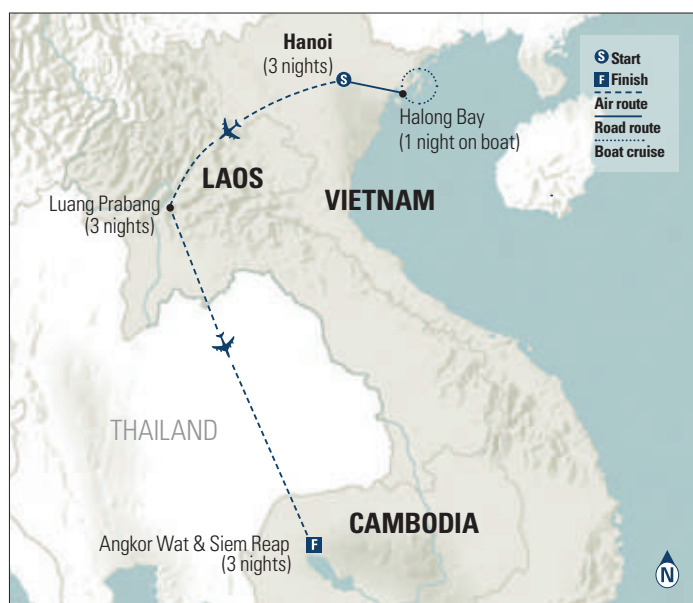 Hanoi
(3 nights)
S
S Start
F Finish
Air route
Road route
Boat cruise
Halong Bay
(1 night on boat)
LAOS
VIETNAM
Luang Prabang
(3 nights)
THAILAND
CAMBODIA
Angkor Wat & Siem Reap
(3 nights)
F
N